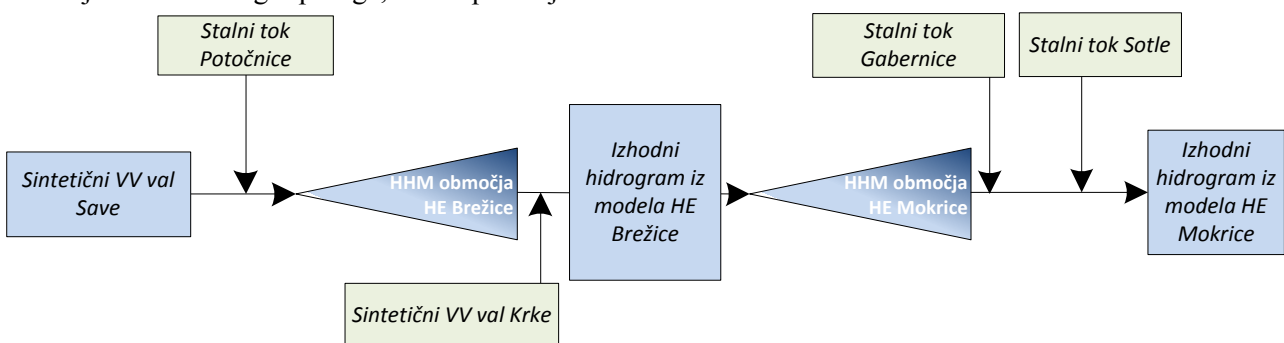 Stalni tok
Potočnice
Stalni tok
Gabernice
Stalni tok Sotle
Sintetični VV val
Save
HHM območja
HE Brežice
Izhodni
hidrogram iz
modela HE
Brežice
HHM območja
HE Mokrice
Izhodni
hidrogram iz
modela HE
Mokrice
Sintetični VV val Krke